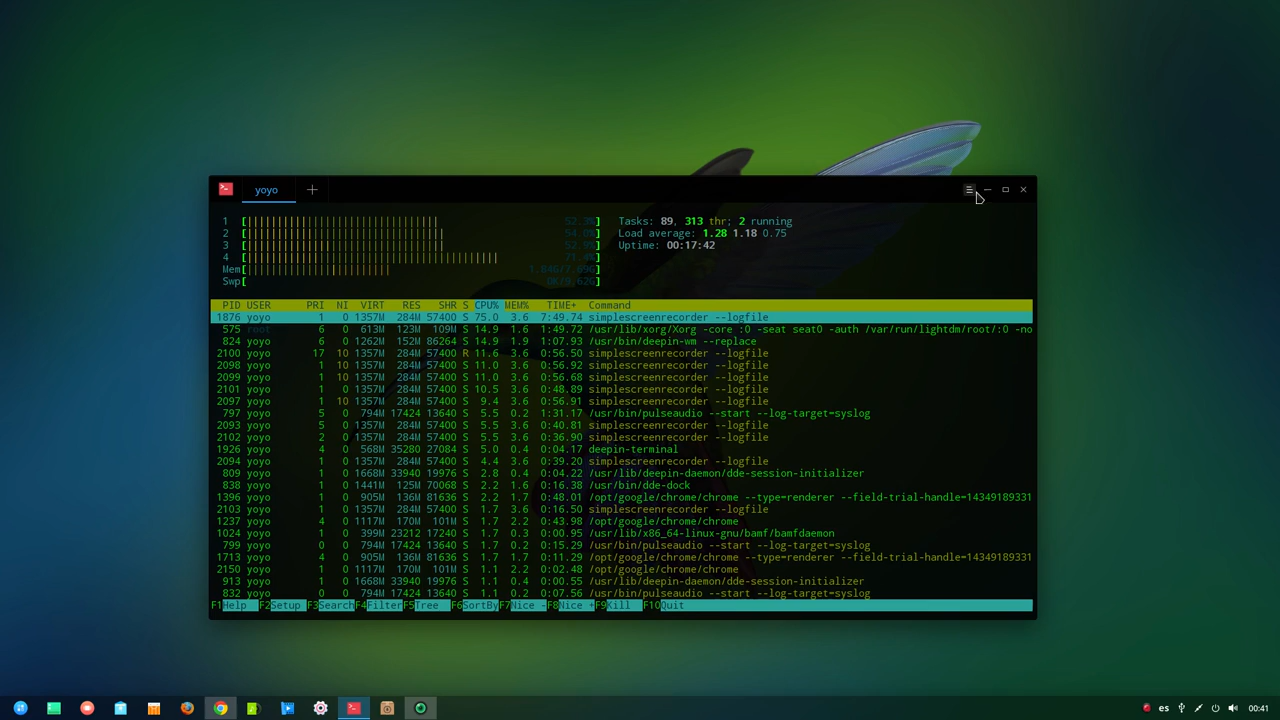 yoyo
1 [ 52.3%] Tasks: 89, 313 thr; 2 running
2 [ 54.0%] Load average: 1.28 1.18 0.75
3 [ 52.9%] Uptime: 00:17:42
4 [ 71.4%]
Mem[ 1.84G/7.69G]
Swp[ 0K/9.62G]
PID USER PRI NI VIRT RES SHR S CPU% MEM% TIME+ Command
1876 yoyo 1 0 1357M 284M 57400 S 75.0 3.6 7:49.74 simplescreenrecorder --logfile
575 root 6 0 613M 123M 109M S 14.9 1.6 1:49.72 /usr/lib/xorg/Xorg -core :0 -seat seat0 -auth /var/run/lightdm/root/:0 -no
824 yoyo 6 0 1262M 152M 86264 S 14.9 1.9 1:07.93 /usr/bin/deepin-wm --replace
2100 yoyo 17 10 1357M 284M 57400 R 11.6 3.6 0:56.50 simplescreenrecorder --logfile
2098 yoyo 1 10 1357M 284M 57400 S 11.0 3.6 0:56.92 simplescreenrecorder --logfile
2099 yoyo 1 10 1357M 284M 57400 S 11.0 3.6 0:56.68 simplescreenrecorder --logfile
2101 yoyo 1 0 1357M 284M 57400 S 10.5 3.6 0:48.89 simplescreenrecorder --logfile
2097 yoyo 1 10 1357M 284M 57400 S 9.4 3.6 0:56.91 simplescreenrecorder --logfile
797 yoyo 5 0 794M 17424 13640 S 5.5 0.2 1:31.17 /usr/bin/pulseaudio --start --log-target=syslog
2093 yoyo 5 0 1357M 284M 57400 S 5.5 3.6 0:40.81 simplescreenrecorder --logfile
2102 yoyo 2 0 1357M 284M 57400 S 5.5 3.6 0:36.90 simplescreenrecorder --logfile
1926 yoyo 4 0 568M 35280 27084 S 5.0 0.4 0:04.17 deepin-terminal
2094 yoyo 1 0 1357M 284M 57400 S 4.4 3.6 0:39.20 simplescreenrecorder --logfile
809 yoyo 1 0 1668M 33940 19976 S 2.8 0.4 0:04.22 /usr/lib/deepin-daemon/dde-session-initializer
838 yoyo 1 0 1441M 125M 70068 S 2.2 1.6 0:16.38 /usr/bin/dde-dock
1396 yoyo 1 0 905M 136M 81636 S 2.2 1.7 0:48.01 /opt/google/chrome/chrome --type=renderer --field-trial-handle=14349189331
2103 yoyo 1 0 1357M 284M 57400 S 1.7 3.6 0:16.50 simplescreenrecorder --logfile
1237 yoyo 4 0 1117M 170M 101M S 1.7 2.2 0:43.98 /opt/google/chrome/chrome
1024 yoyo 1 0 399M 23212 17240 S 1.7 0.3 0:00.95 /usr/lib/x86_64-linux-gnu/bamf/bamfdaemon
799 yoyo 0 0 794M 17424 13640 S 1.7 0.2 0:15.29 /usr/bin/pulseaudio --start --log-target=syslog
1713 yoyo 4 0 905M 136M 81636 S 1.7 1.7 0:11.29 /opt/google/chrome/chrome --type=renderer --field-trial-handle=14349189331
2150 yoyo 1 0 1117M 170M 101M S 1.1 2.2 0:02.48 /opt/google/chrome/chrome
913 yoyo 1 0 1668M 33940 19976 S 1.1 0.4 0:00.55 /usr/lib/deepin-daemon/dde-session-initializer
832 yoyo 0 0 794M 17424 13640 S 1.1 0.2 0:07.56 /usr/bin/pulseaudio --start --log-target=syslog
F1Help F2Setup F3SearchF4FilterF5Tree F6SortByF7Nice -F8Nice +F9Kill F10Quit
es 00:41